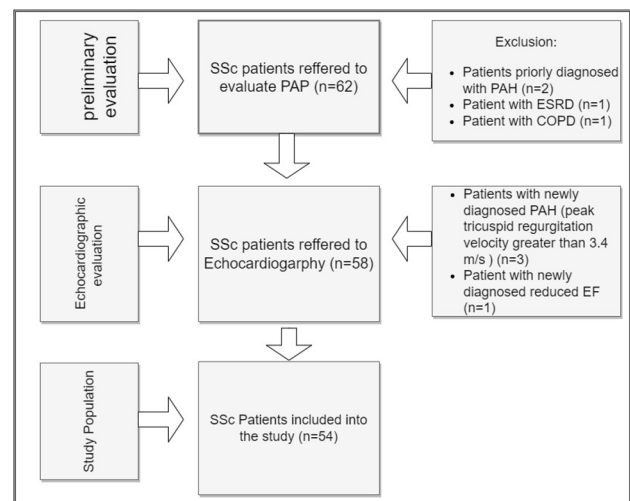 preliminary
evaluation
SSc patients reffered to
evaluate PAP (n=62)
Exclusion:
• Patients priorly diagnosed
with PAH (n=2)
• Patient with ESRD (n=1)
• Patient with COPD (n=1)
Echocardiographic
evaluation
SSc patients reffered to
Echocardiogarphy (n=58)
• Patients with newly
diagnosed PAH (peak
tricuspid regurgitation
velocity greater than 3.4
m/s ) (n=3)
• Patient with newly
diagnosed reduced EF
(n=1)
Study Population
SSc Patients included into
the study (n=54)